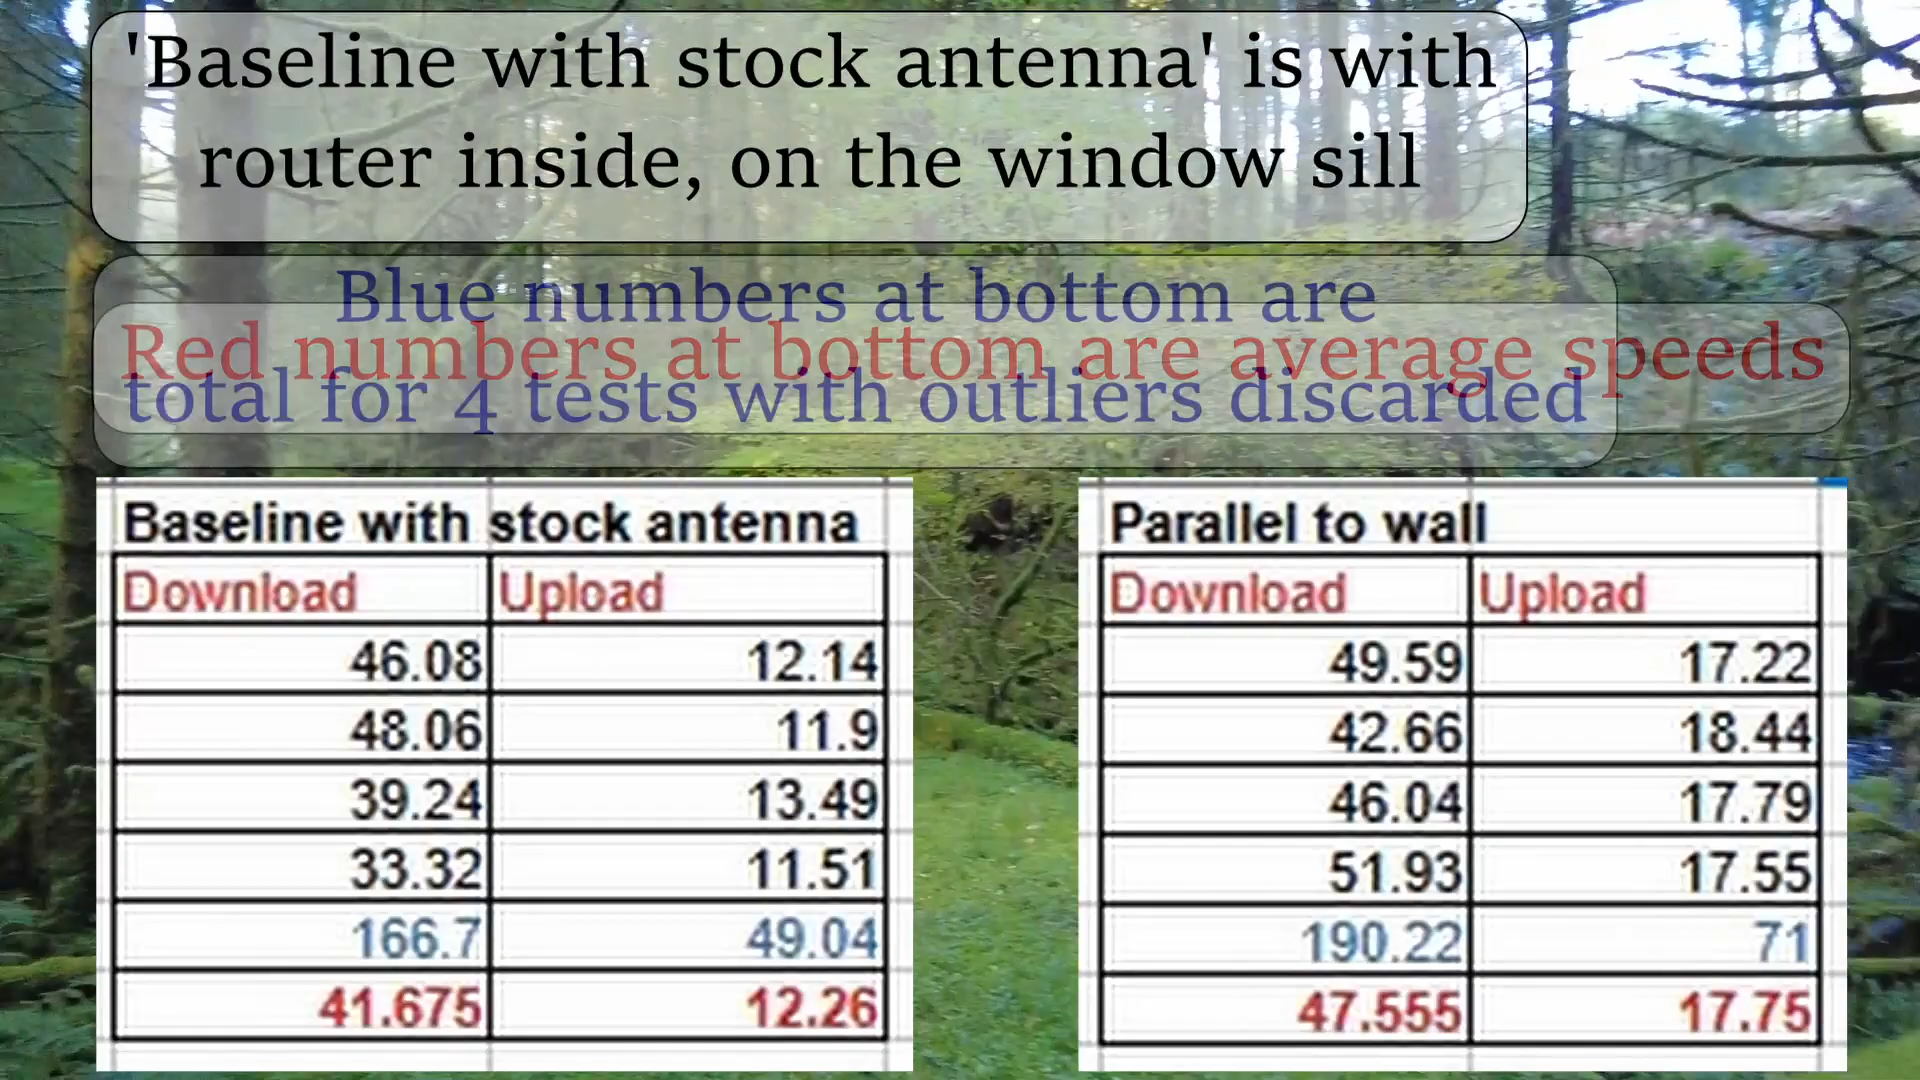 'Baseline with stock antenna' is with
router inside, on the window sill
Blue numbers at bottom are
total for 4 tests with outliers discarded
Red numbers at bottom are average speeds
Baseline with stock antenna
Download Upload
46.08 12.14
48.06 11.9
39.24 13.49
33.32 11.51
166.7 49.04
41.675 12.26
Parallel to wall
Download Upload
49.59 17.22
42.66 18.44
46.04 17.79
51.93 17.55
190.22 71
47.555 17.75